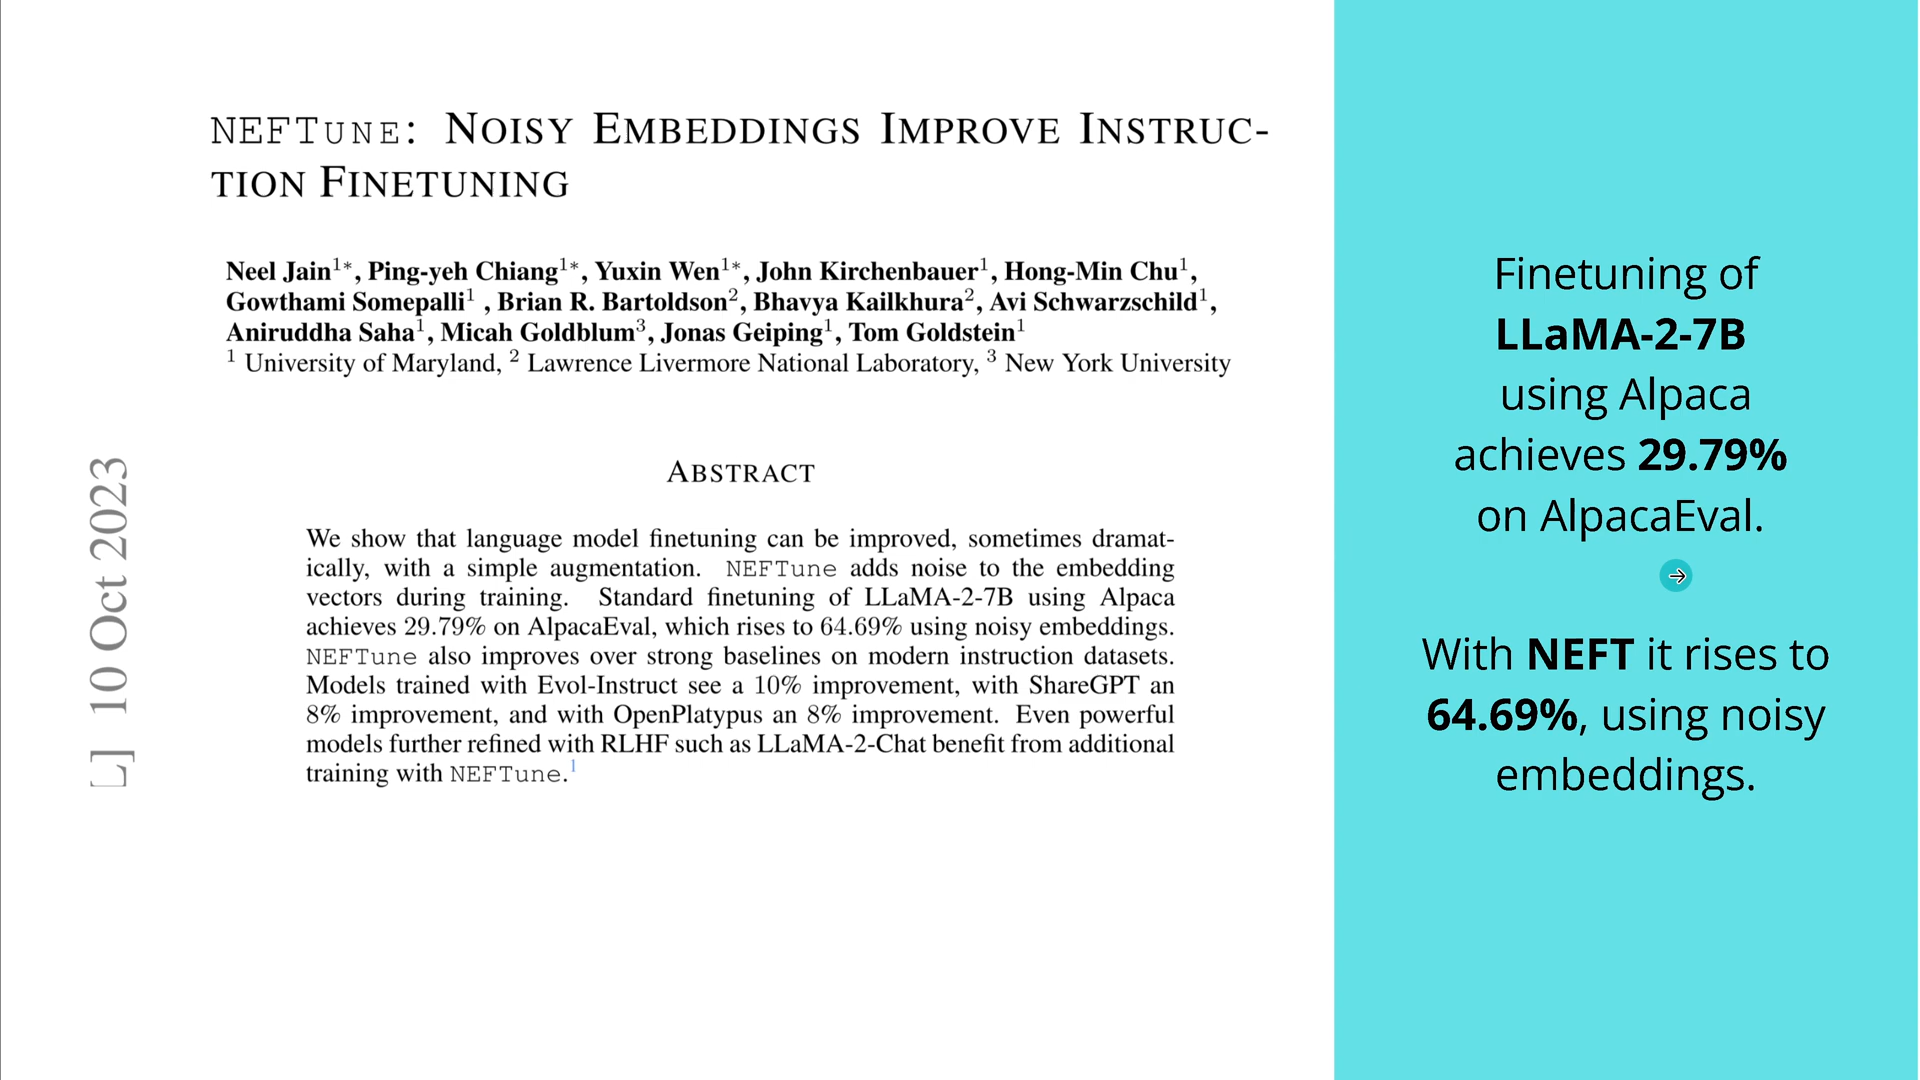 NEFTUNE: NOISY EMBEDDINGS IMPROVE INSTRUC-
TION FINETUNING
Neel Jain1*, Ping-yeh Chiang1*, Yuxin Wen1*, John Kirchenbauer1, Hong-Min Chu1,
Gowthami Somepalli1 , Brian R. Bartoldson2, Bhavya Kailkhura2, Avi Schwarzschild1,
Aniruddha Saha1, Micah Goldblum3, Jonas Geiping1, Tom Goldstein1
1 University of Maryland, 2 Lawrence Livermore National Laboratory, 3 New York University
ABSTRACT
We show that language model finetuning can be improved, sometimes dramat-
ically, with a simple augmentation. NEFTune adds noise to the embedding
vectors during training. Standard finetuning of LLaMA-2-7B using Alpaca
achieves 29.79% on AlpacaEval, which rises to 64.69% using noisy embeddings.
NEFTune also improves over strong baselines on modern instruction datasets.
Models trained with Evol-Instruct see a 10% improvement, with ShareGPT an
8% improvement, and with OpenPlatypus an 8% improvement. Even powerful
models further refined with RLHF such as LLaMA-2-Chat benefit from additional
training with NEFTune.1
10 Oct 2023
Finetuning of
LLaMA-2-7B
using Alpaca
achieves 29.79%
on AlpacaEval.
→
With NEFT it rises to
64.69%, using noisy
embeddings.